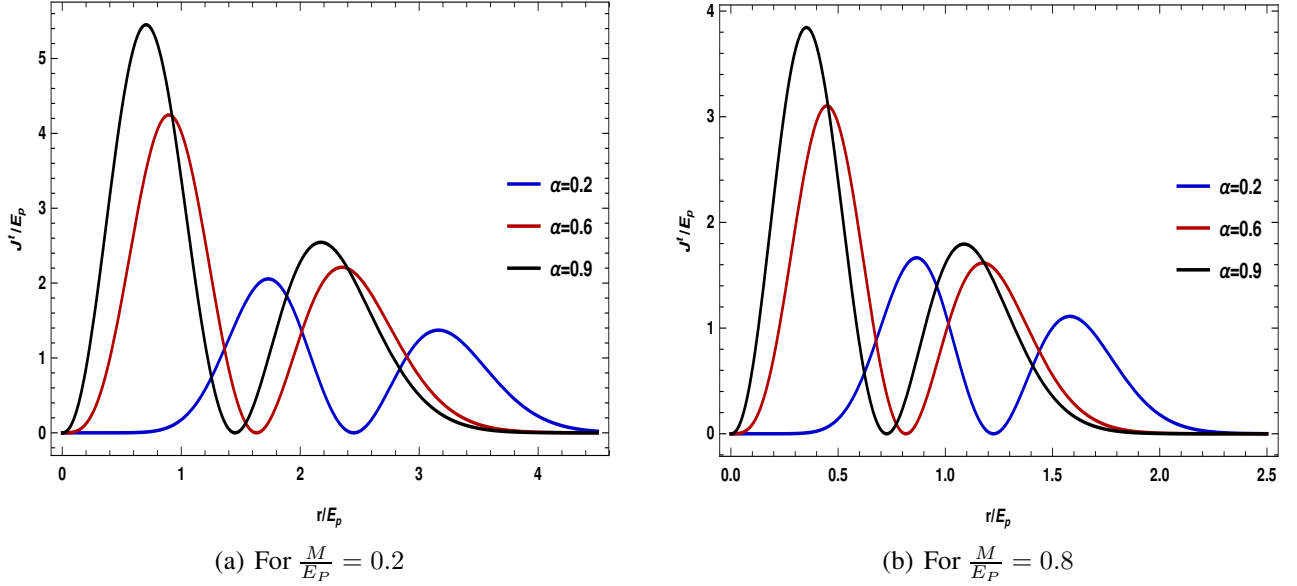 J^t/E_p
5
4
3
2
1
0
α=0.2
α=0.6
α=0.9
0 1 2 3 4
r/E_p
(a) For M/E_P = 0.2
J^t/E_p
4
3
2
1
0
α=0.2
α=0.6
α=0.9
0.0 0.5 1.0 1.5 2.0 2.5
r/E_p
(b) For M/E_P = 0.8